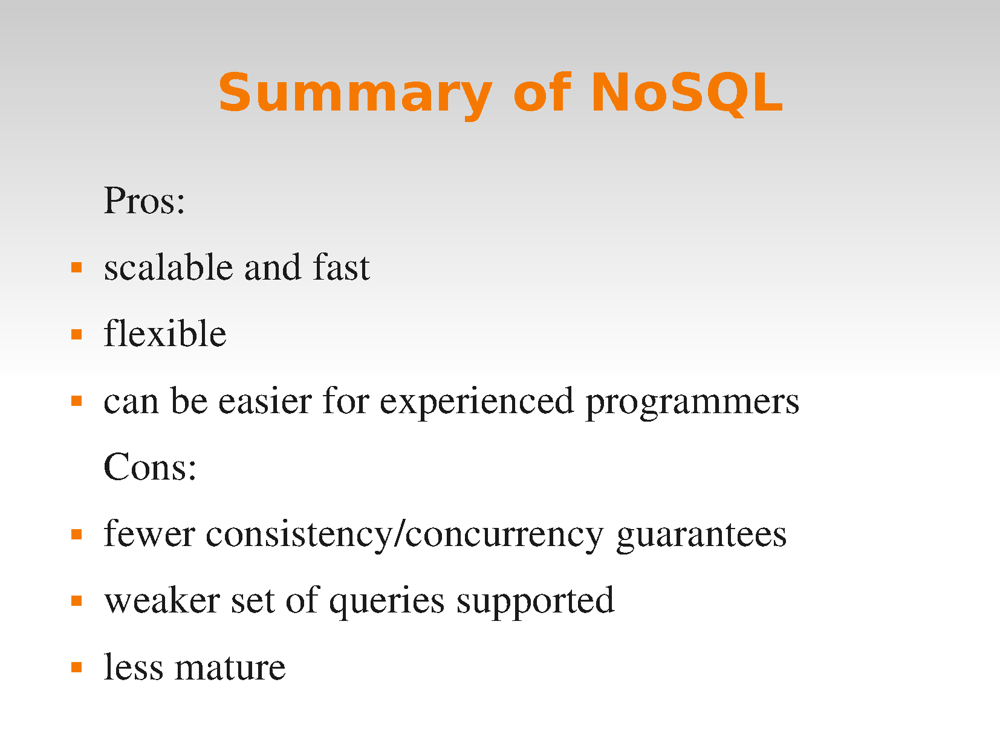 Summary of NoSQL
Pros:
scalable and fast
flexible
can be easier for experienced programmers
Cons:
fewer consistency/concurrency guarantees
weaker set of queries supported
less mature